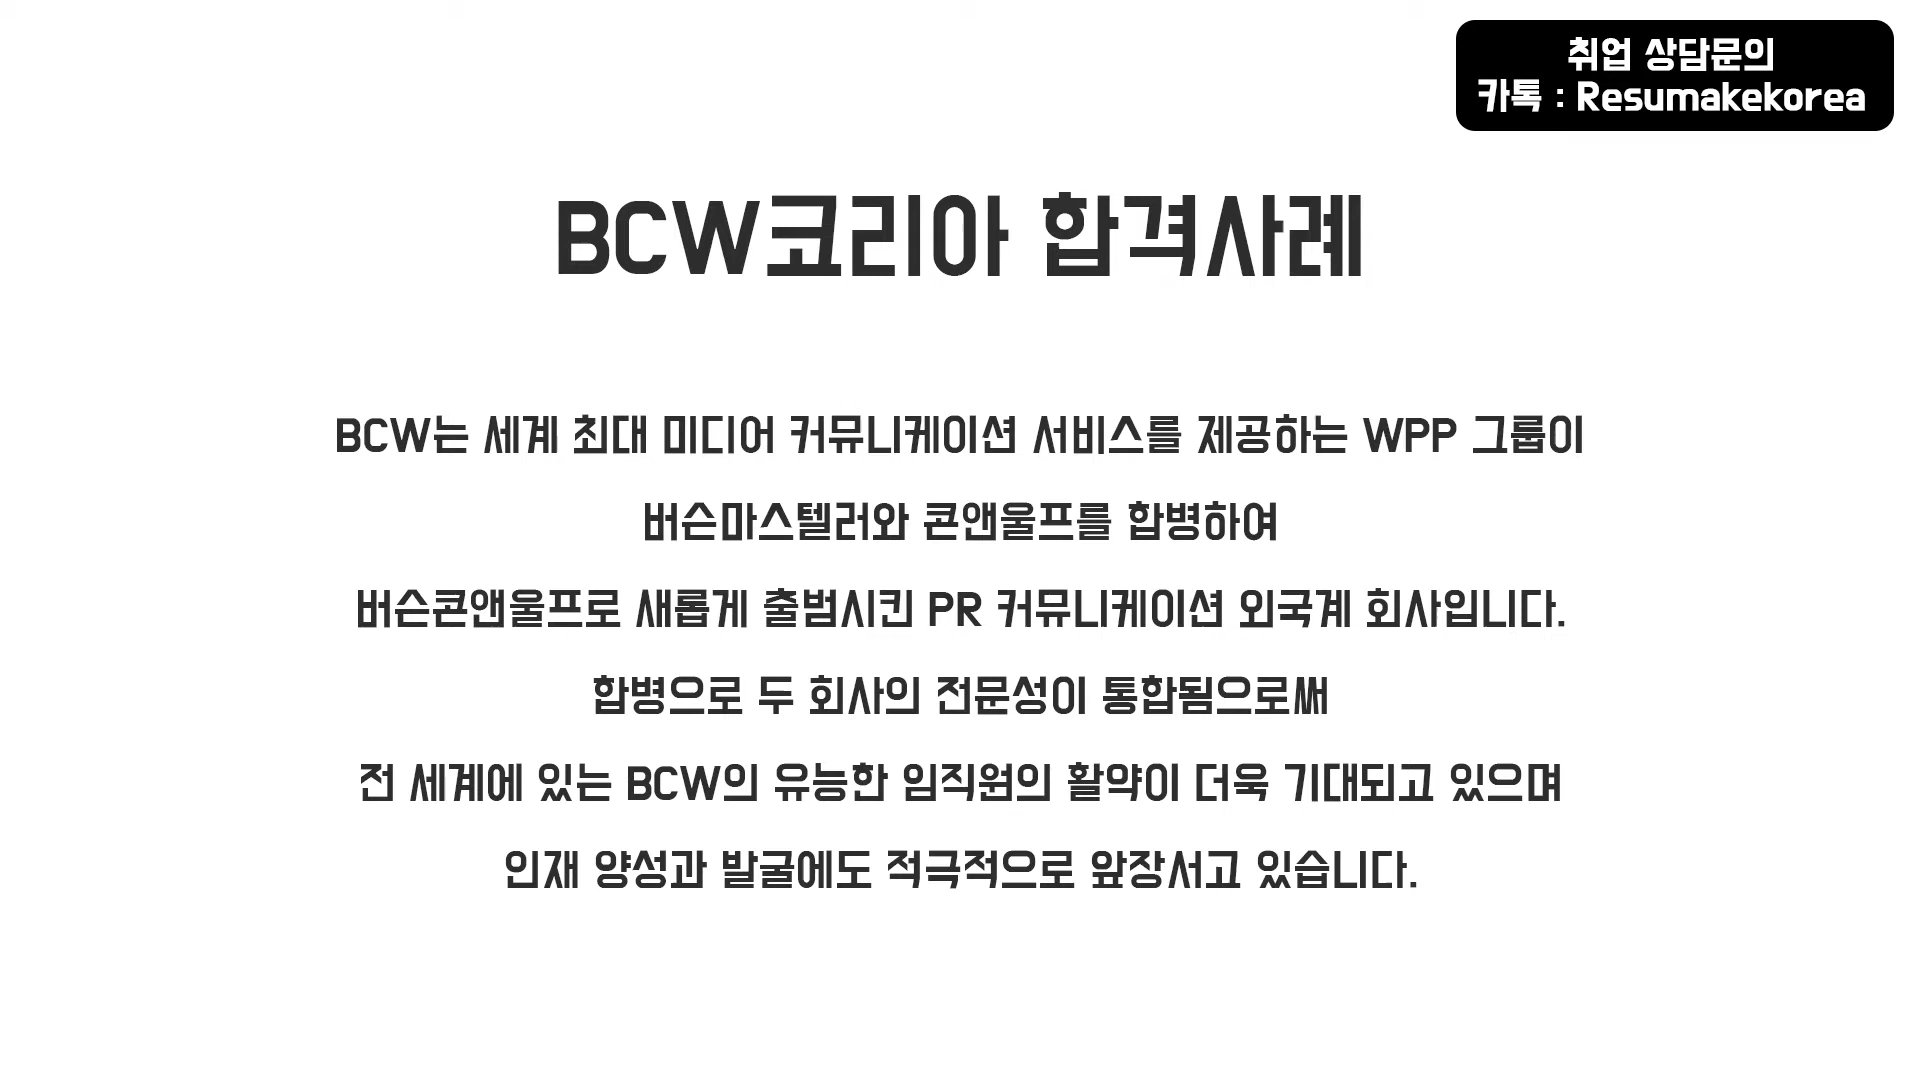 취업 상담문의
카톡 : Resumakekorea
BCW코리아 합격사례
BCW는 세계 최대 미디어 커뮤니케이션 서비스를 제공하는 WPP 그룹이
버슨마스텔러와 콘앤울프를 합병하여
버슨콘앤울프로 새롭게 출범시킨 PR 커뮤니케이션 외국계 회사입니다.
합병으로 두 회사의 전문성이 통합됨으로써
전 세계에 있는 BCW의 유능한 임직원의 활약이 더욱 기대되고 있으며
인재 양성과 발굴에도 적극적으로 앞장서고 있습니다.